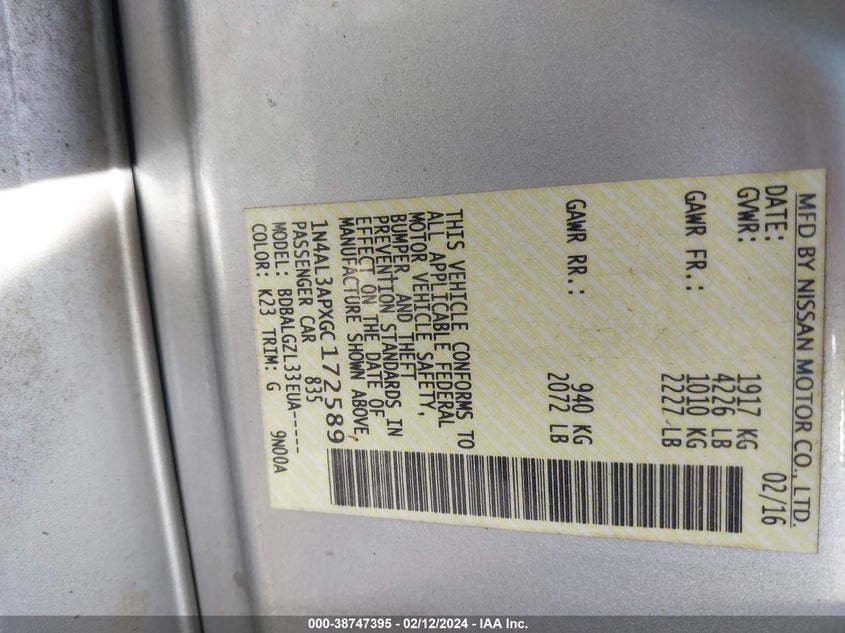 MFD BY NISSAN MOTOR CO., LTD.
DATE: 02/16
GVWR: 1917 KG
4226 LB
GAWR FR.: 1010 KG
2227 LB
GAWR RR.: 940 KG
2072 LB
THIS VEHICLE CONFORMS TO
ALL APPLICABLE FEDERAL
MOTOR VEHICLE SAFETY,
BUMPER, AND THEFT
PREVENTION STANDARDS IN
EFFECT ON THE DATE OF
MANUFACTURE SHOWN ABOVE,
1N4AL3APXGC172589
PASSENGER CAR 835
MODEL: BDBALGZL33EUA-----
COLOR: K23 TRIM: G 9N00A
000-38747395 - 02/12/2024 - IAA Inc.